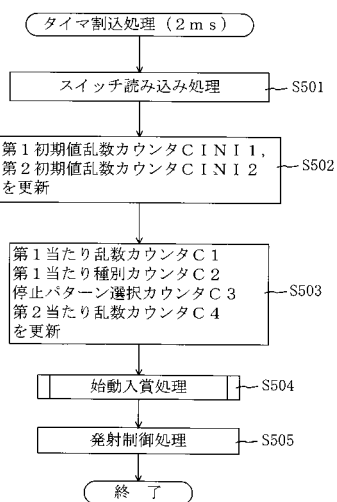 タイマ割込処理（２ｍｓ）
スイッチ読み込み処理
S501
第１初期値乱数カウンタＣＩＮＩ１，
第２初期値乱数カウンタＣＩＮＩ２
を更新
S502
第１当たり乱数カウンタＣ１
第１当たり種別カウンタＣ２
停止パターン選択カウンタＣ３
第２当たり乱数カウンタＣ４
を更新
S503
始動入賞処理
S504
発射制御処理
S505
終　了